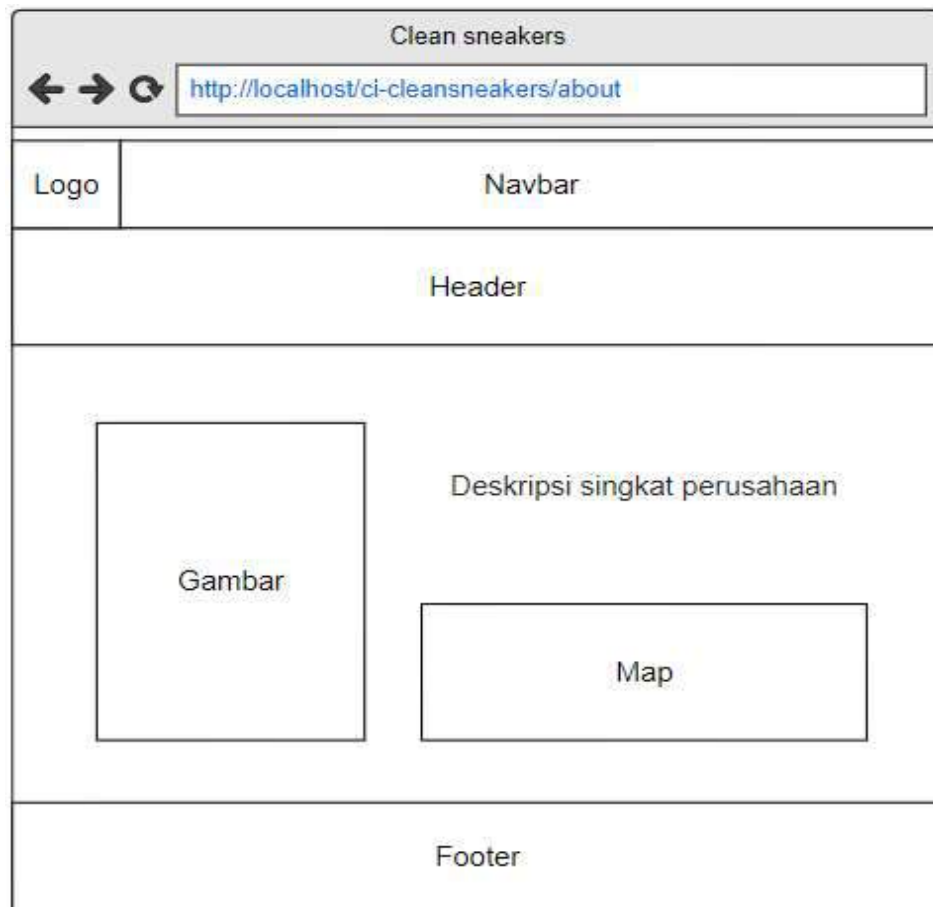 Clean sneakers
http://localhost/ci-cleansneakers/about
Logo
Navbar
Header
Deskripsi singkat perusahaan
Gambar
Map
Footer